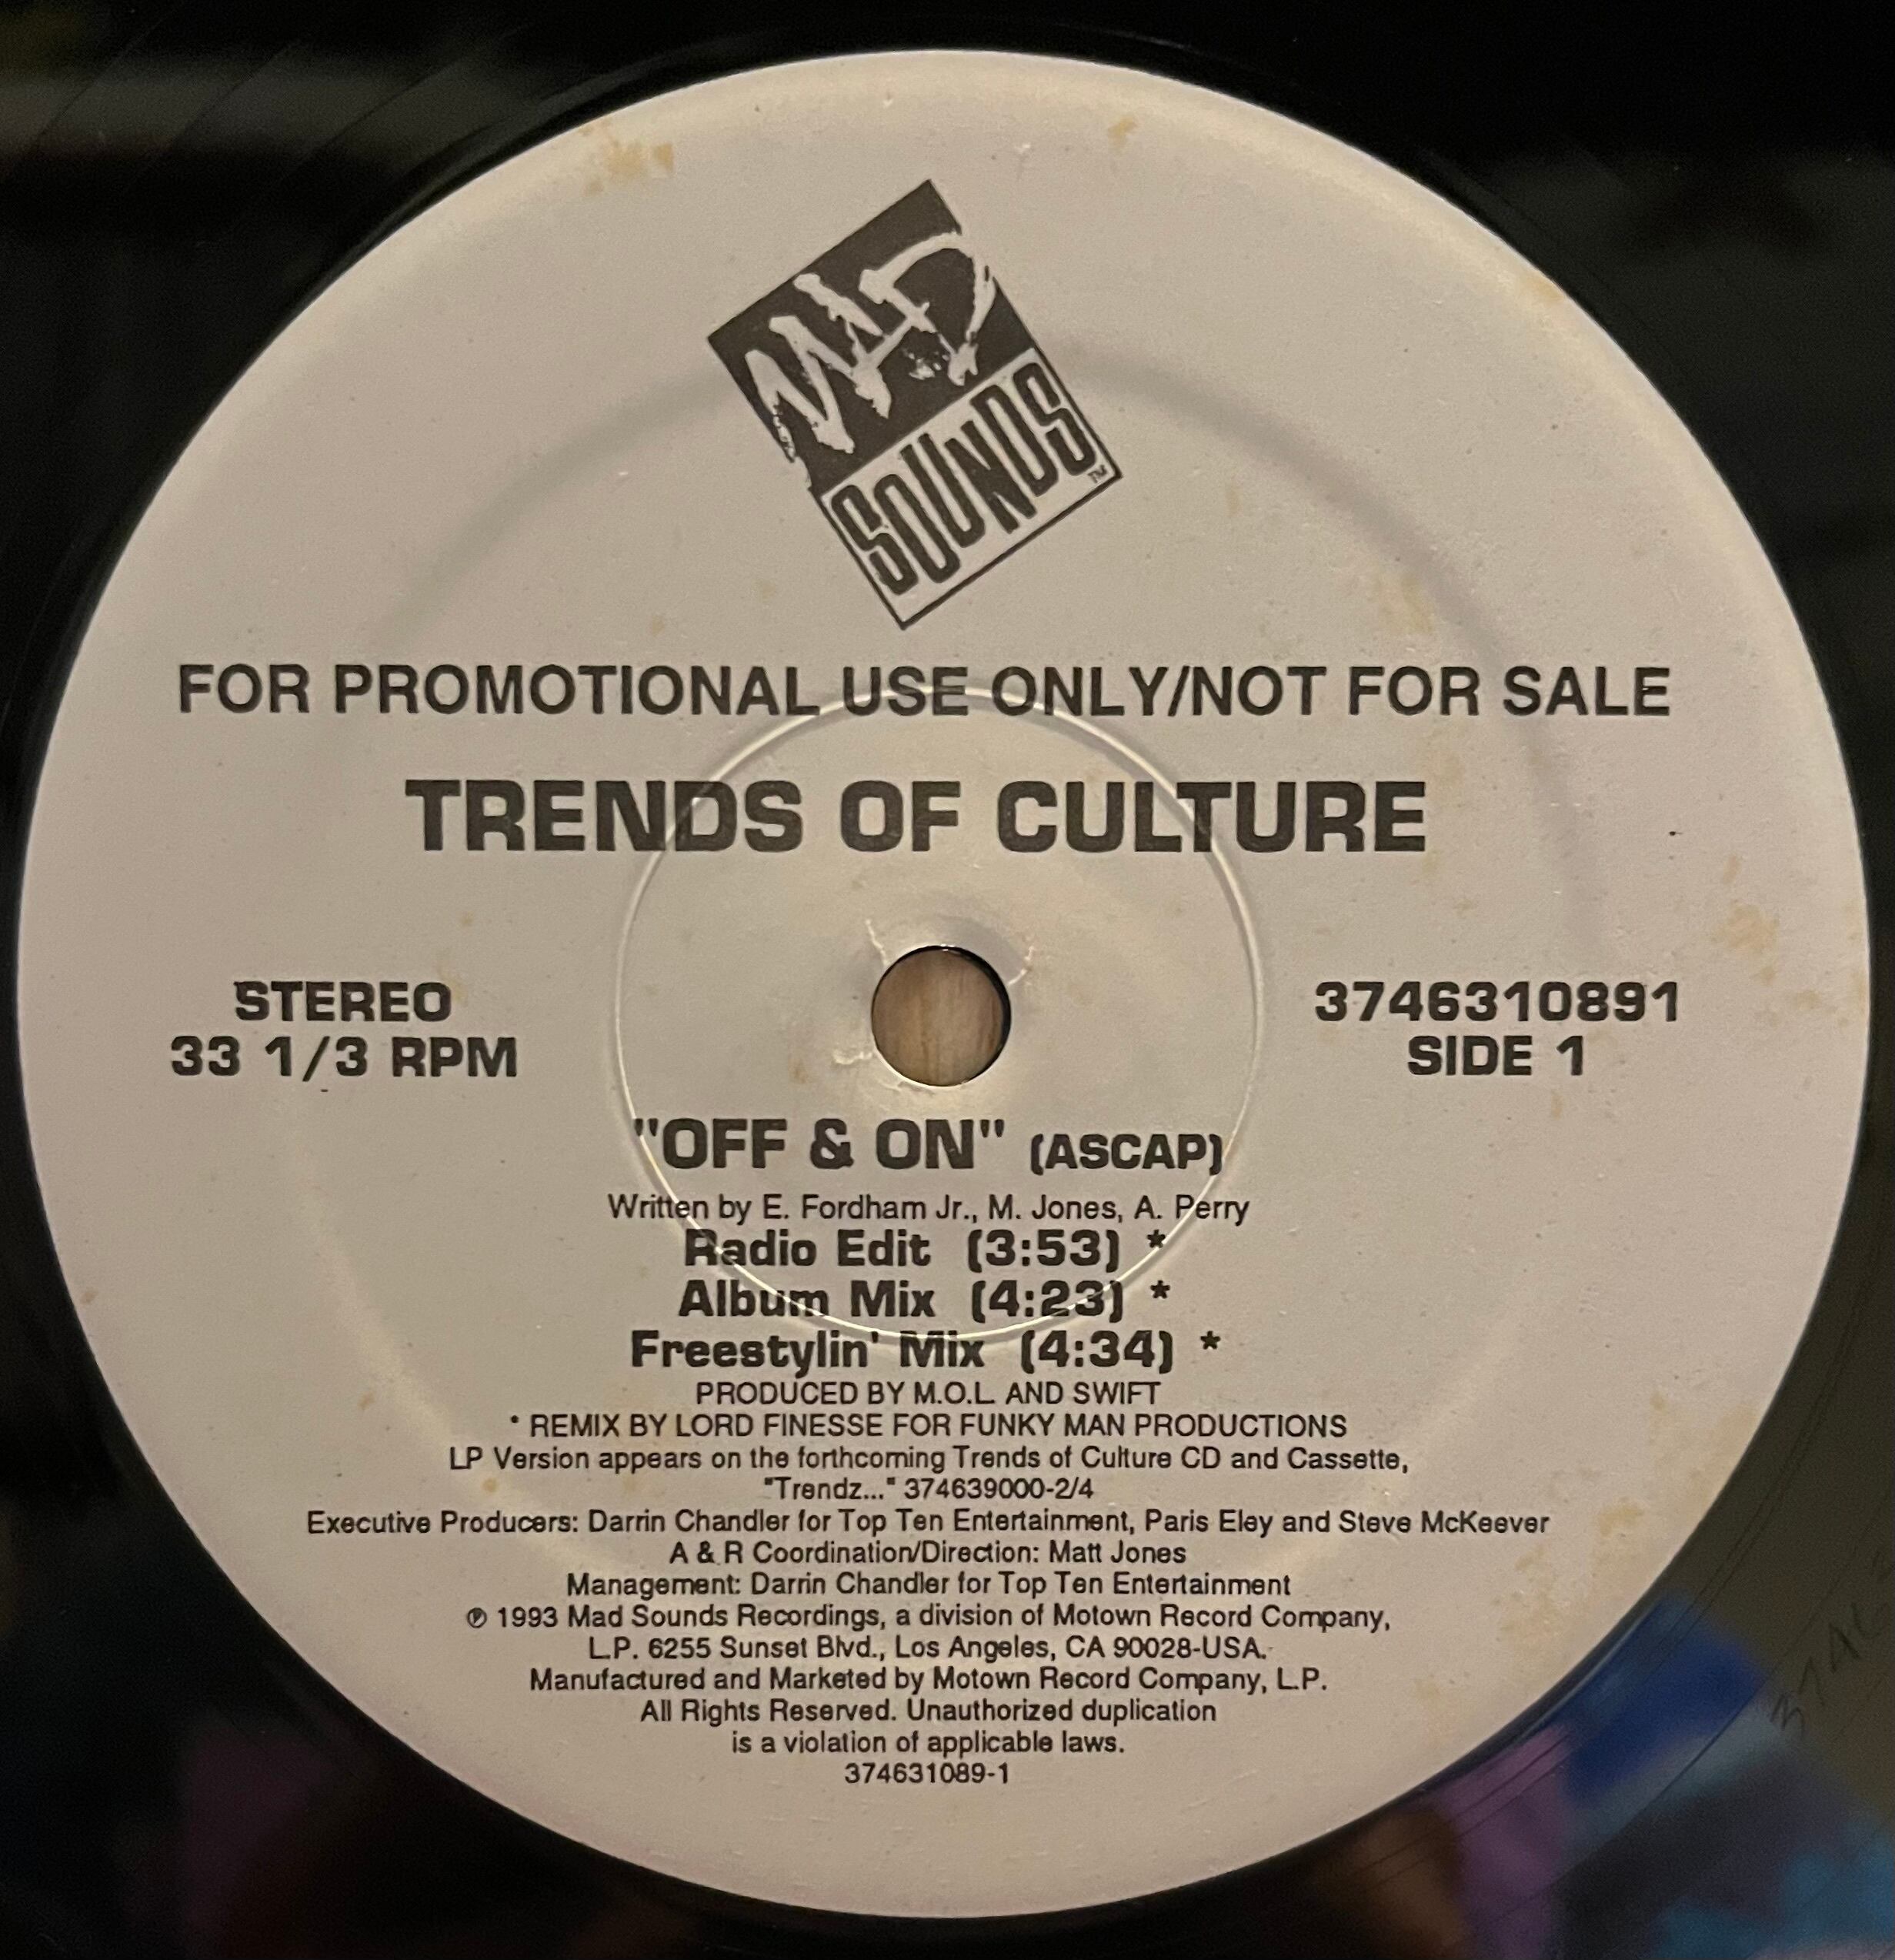 MAD
SOUNDS™
FOR PROMOTIONAL USE ONLY/NOT FOR SALE
TRENDS OF CULTURE
STEREO
33 1/3 RPM
3746310891
SIDE 1
"OFF & ON" (ASCAP)
Written by E. Fordham Jr., M. Jones, A. Perry
Radio Edit (3:53) *
Album Mix (4:23) *
Freestylin' Mix (4:34) *
PRODUCED BY M.O.L. AND SWIFT
* REMIX BY LORD FINESSE FOR FUNKY MAN PRODUCTIONS
LP Version appears on the forthcoming Trends of Culture CD and Cassette,
"Trendz..." 374639000-2/4
Executive Producers: Darrin Chandler for Top Ten Entertainment, Paris Eley and Steve McKeever
A & R Coordination/Direction: Matt Jones
Management: Darrin Chandler for Top Ten Entertainment
℗ 1993 Mad Sounds Recordings, a division of Motown Record Company,
L.P. 6255 Sunset Blvd., Los Angeles, CA 90028-USA.
Manufactured and Marketed by Motown Record Company, L.P.
All Rights Reserved. Unauthorized duplication
is a violation of applicable laws.
374631089-1